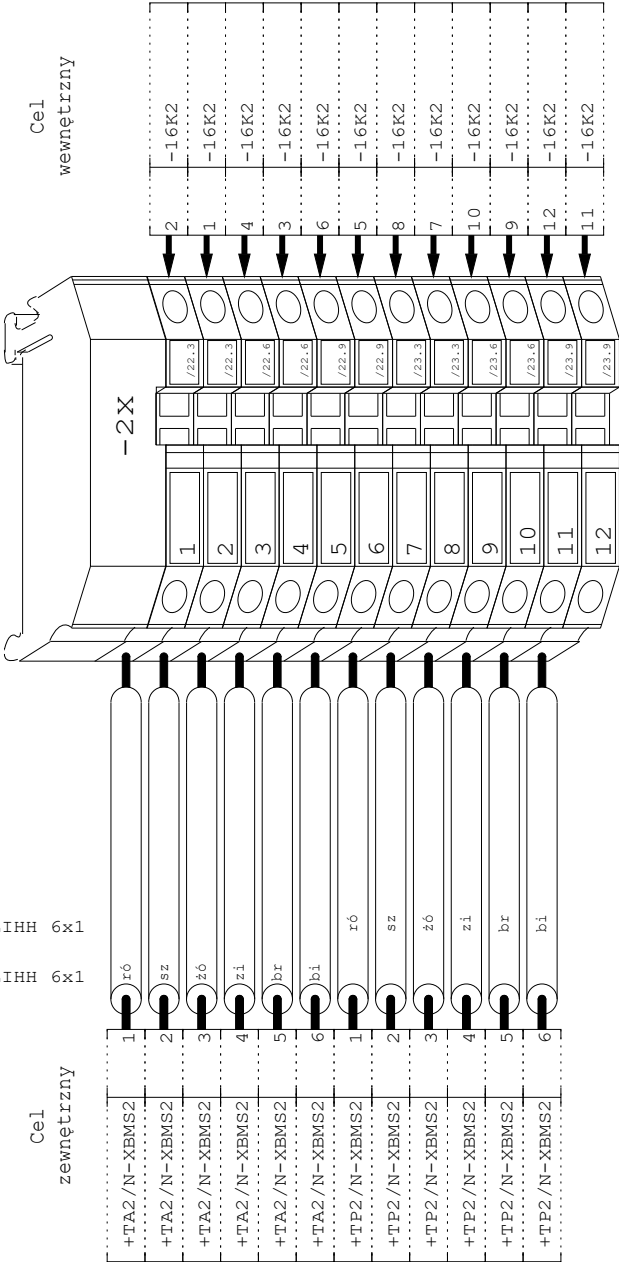 Cel
wewnętrzny
-16K2
-16K2
-16K2
-16K2
-16K2
-16K2
-16K2
-16K2
-16K2
-16K2
-16K2
-16K2
2
1
4
3
6
5
8
7
10
9
12
11
-2X
/22.3
/22.3
/22.6
/22.6
/22.9
/22.9
/23.3
/23.3
/23.6
/23.6
/23.9
/23.9
1
2
3
4
5
6
7
8
9
10
11
12
IHH 6x1
ró
sz
żó
zi
br
bi
IHH 6x1
ró
sz
żó
zi
br
bi
1
2
3
4
5
6
1
2
3
4
5
6
Cel
zewnętrzny
+TA2/N-XBMS2
+TA2/N-XBMS2
+TA2/N-XBMS2
+TA2/N-XBMS2
+TA2/N-XBMS2
+TA2/N-XBMS2
+TP2/N-XBMS2
+TP2/N-XBMS2
+TP2/N-XBMS2
+TP2/N-XBMS2
+TP2/N-XBMS2
+TP2/N-XBMS2